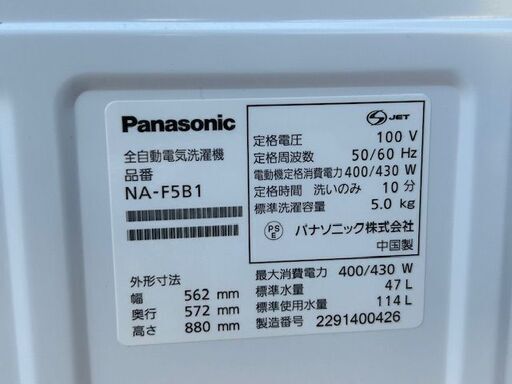 Panasonic
全自動電気洗濯機
品番
NA-F5B1
外形寸法
幅 562 mm
奥行 572 mm
高さ 880 mm
S JET
定格電圧 100 V
定格周波数 50/60 Hz
電動機定格消費電力 400/430 W
定格時間 洗いのみ 10 分
標準洗濯容量 5.0 kg
PS E パナソニック株式会社
中国製
最大消費電力 400/430 W
標準水量 47 L
標準使用水量 114 L
製造番号 2291400426